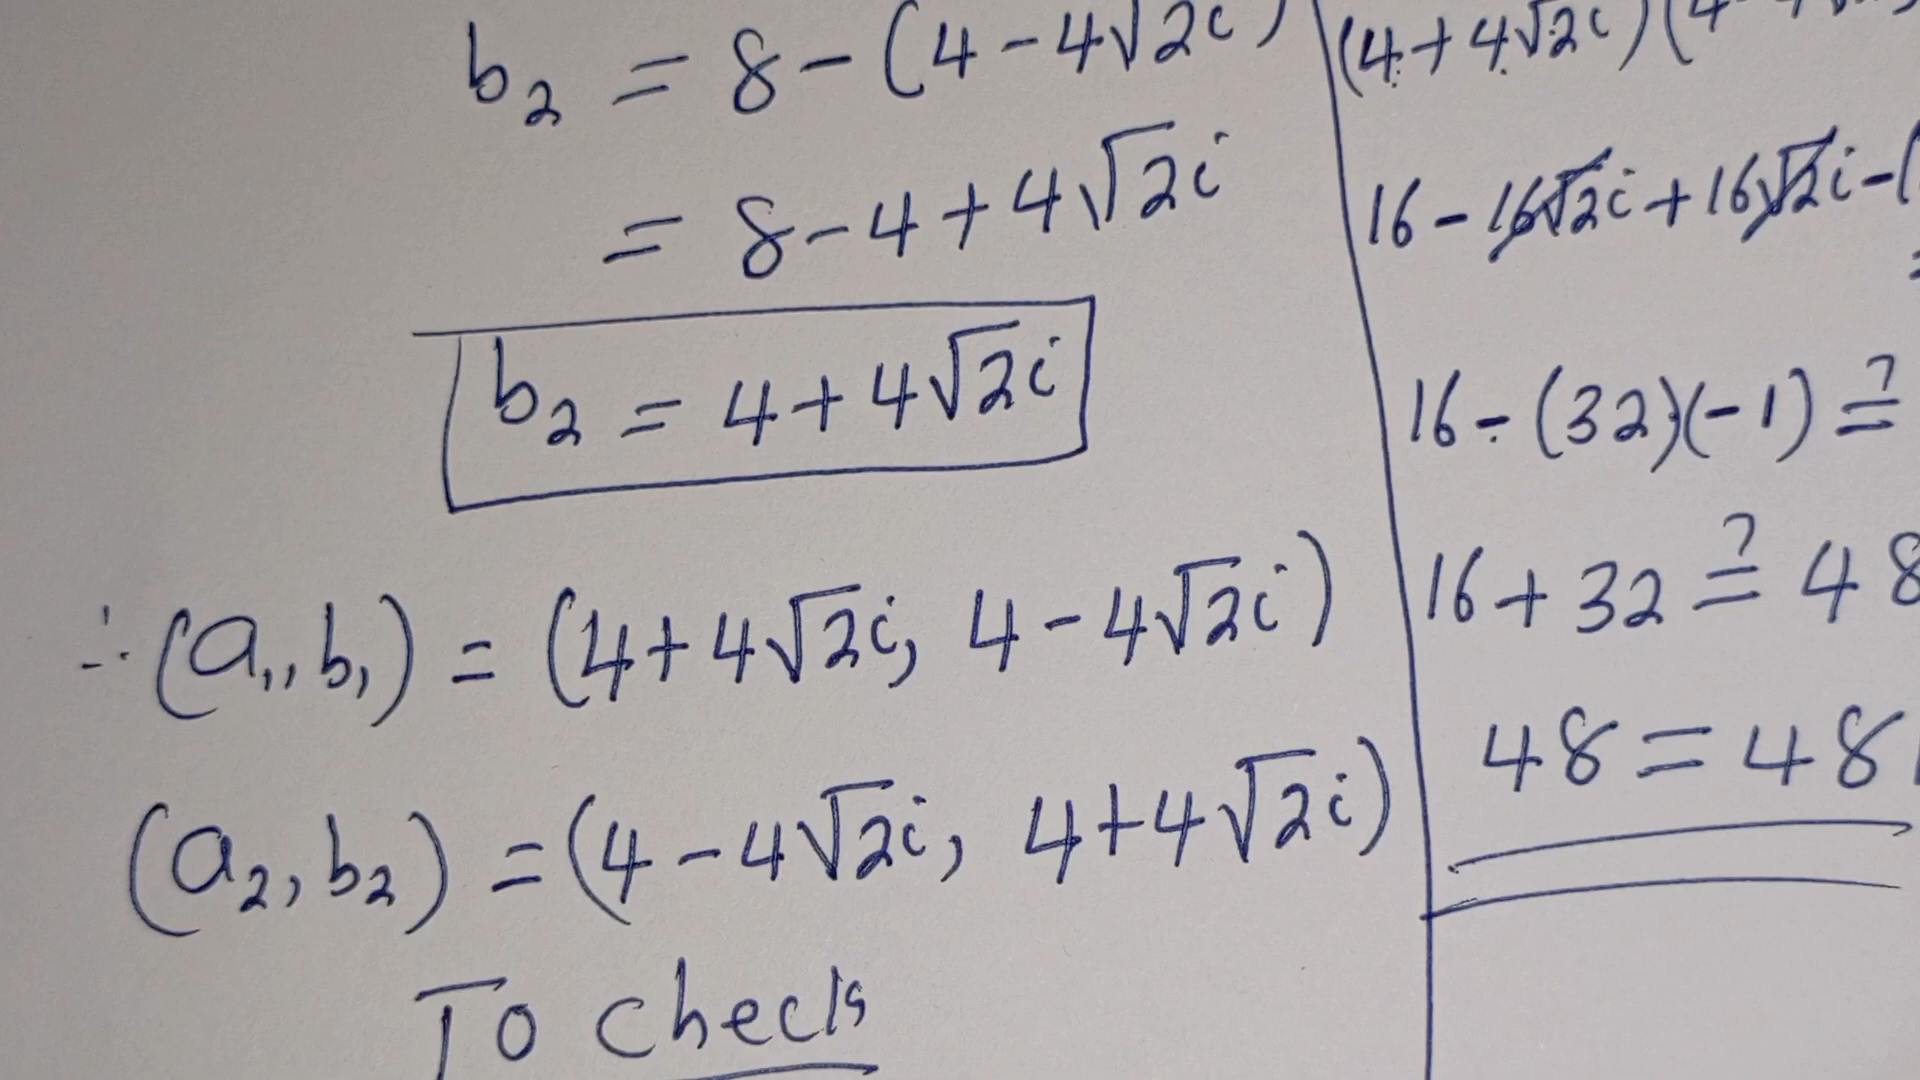 b₂ = 8 - (4 - 4√2i)
= 8 - 4 + 4√2i
b₂ = 4 + 4√2i
∴ (a₁, b₁) = (4 + 4√2i, 4 - 4√2i)
(a₂, b₂) = (4 - 4√2i, 4 + 4√2i)
To check
(4 + 4√2i)(4
16 - 16√2i + 16√2i - (
16 - (32)(-1) ≟
16 + 32 ≟ 48
48 = 48